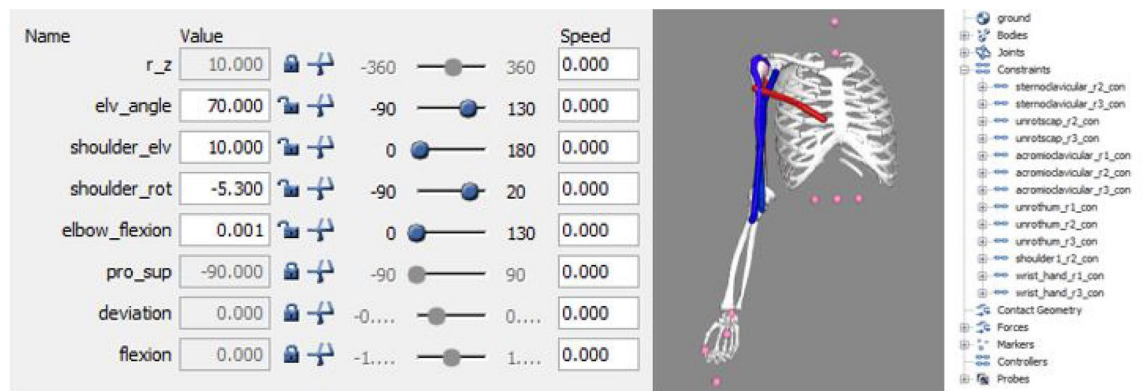 Name Value Speed
r_z 10.000 -360 360 0.000
elv_angle 70.000 -90 130 0.000
shoulder_elv 10.000 0 180 0.000
shoulder_rot -5.300 -90 20 0.000
elbow_flexion 0.001 0 130 0.000
pro_sup -90.000 -90 90 0.000
deviation 0.000 -0.... 0.... 0.000
flexion 0.000 -1.... 1.... 0.000
ground
Bodies
Joints
Constraints
sternoclavicular_r2_con
sternoclavicular_r3_con
unrotscap_r2_con
unrotscap_r3_con
acromioclavicular_r1_con
acromioclavicular_r2_con
acromioclavicular_r3_con
unrothum_r1_con
unrothum_r2_con
unrothum_r3_con
shoulder1_r2_con
wrist_hand_r1_con
wrist_hand_r3_con
Contact Geometry
Forces
Markers
Controllers
Probes